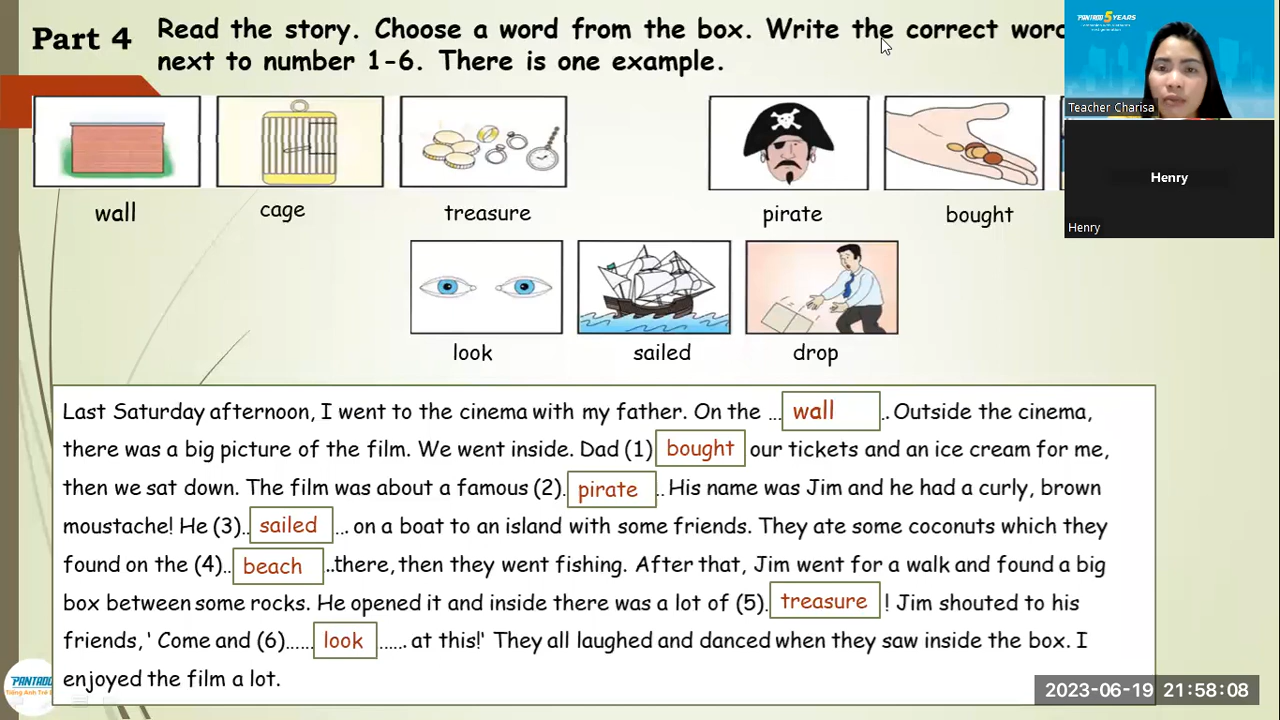 Part 4
Read the story. Choose a word from the box. Write the correct word
next to number 1-6. There is one example.
PANTADO 5 YEARS
Teacher Charisa
Henry
Henry
wall
cage
treasure
pirate
bought
look
sailed
drop
Last Saturday afternoon, I went to the cinema with my father. On the ... wall .. Outside the cinema,
there was a big picture of the film. We went inside. Dad (1) bought our tickets and an ice cream for me,
then we sat down. The film was about a famous (2). pirate .. His name was Jim and he had a curly, brown
moustache! He (3).. sailed ... on a boat to an island with some friends. They ate some coconuts which they
found on the (4).. beach ..there, then they went fishing. After that, Jim went for a walk and found a big
box between some rocks. He opened it and inside there was a lot of (5). treasure ! Jim shouted to his
friends, ' Come and (6)...... look ...... at this!' They all laughed and danced when they saw inside the box. I
enjoyed the film a lot.
PANTADO
2023-06-19 21:58:08